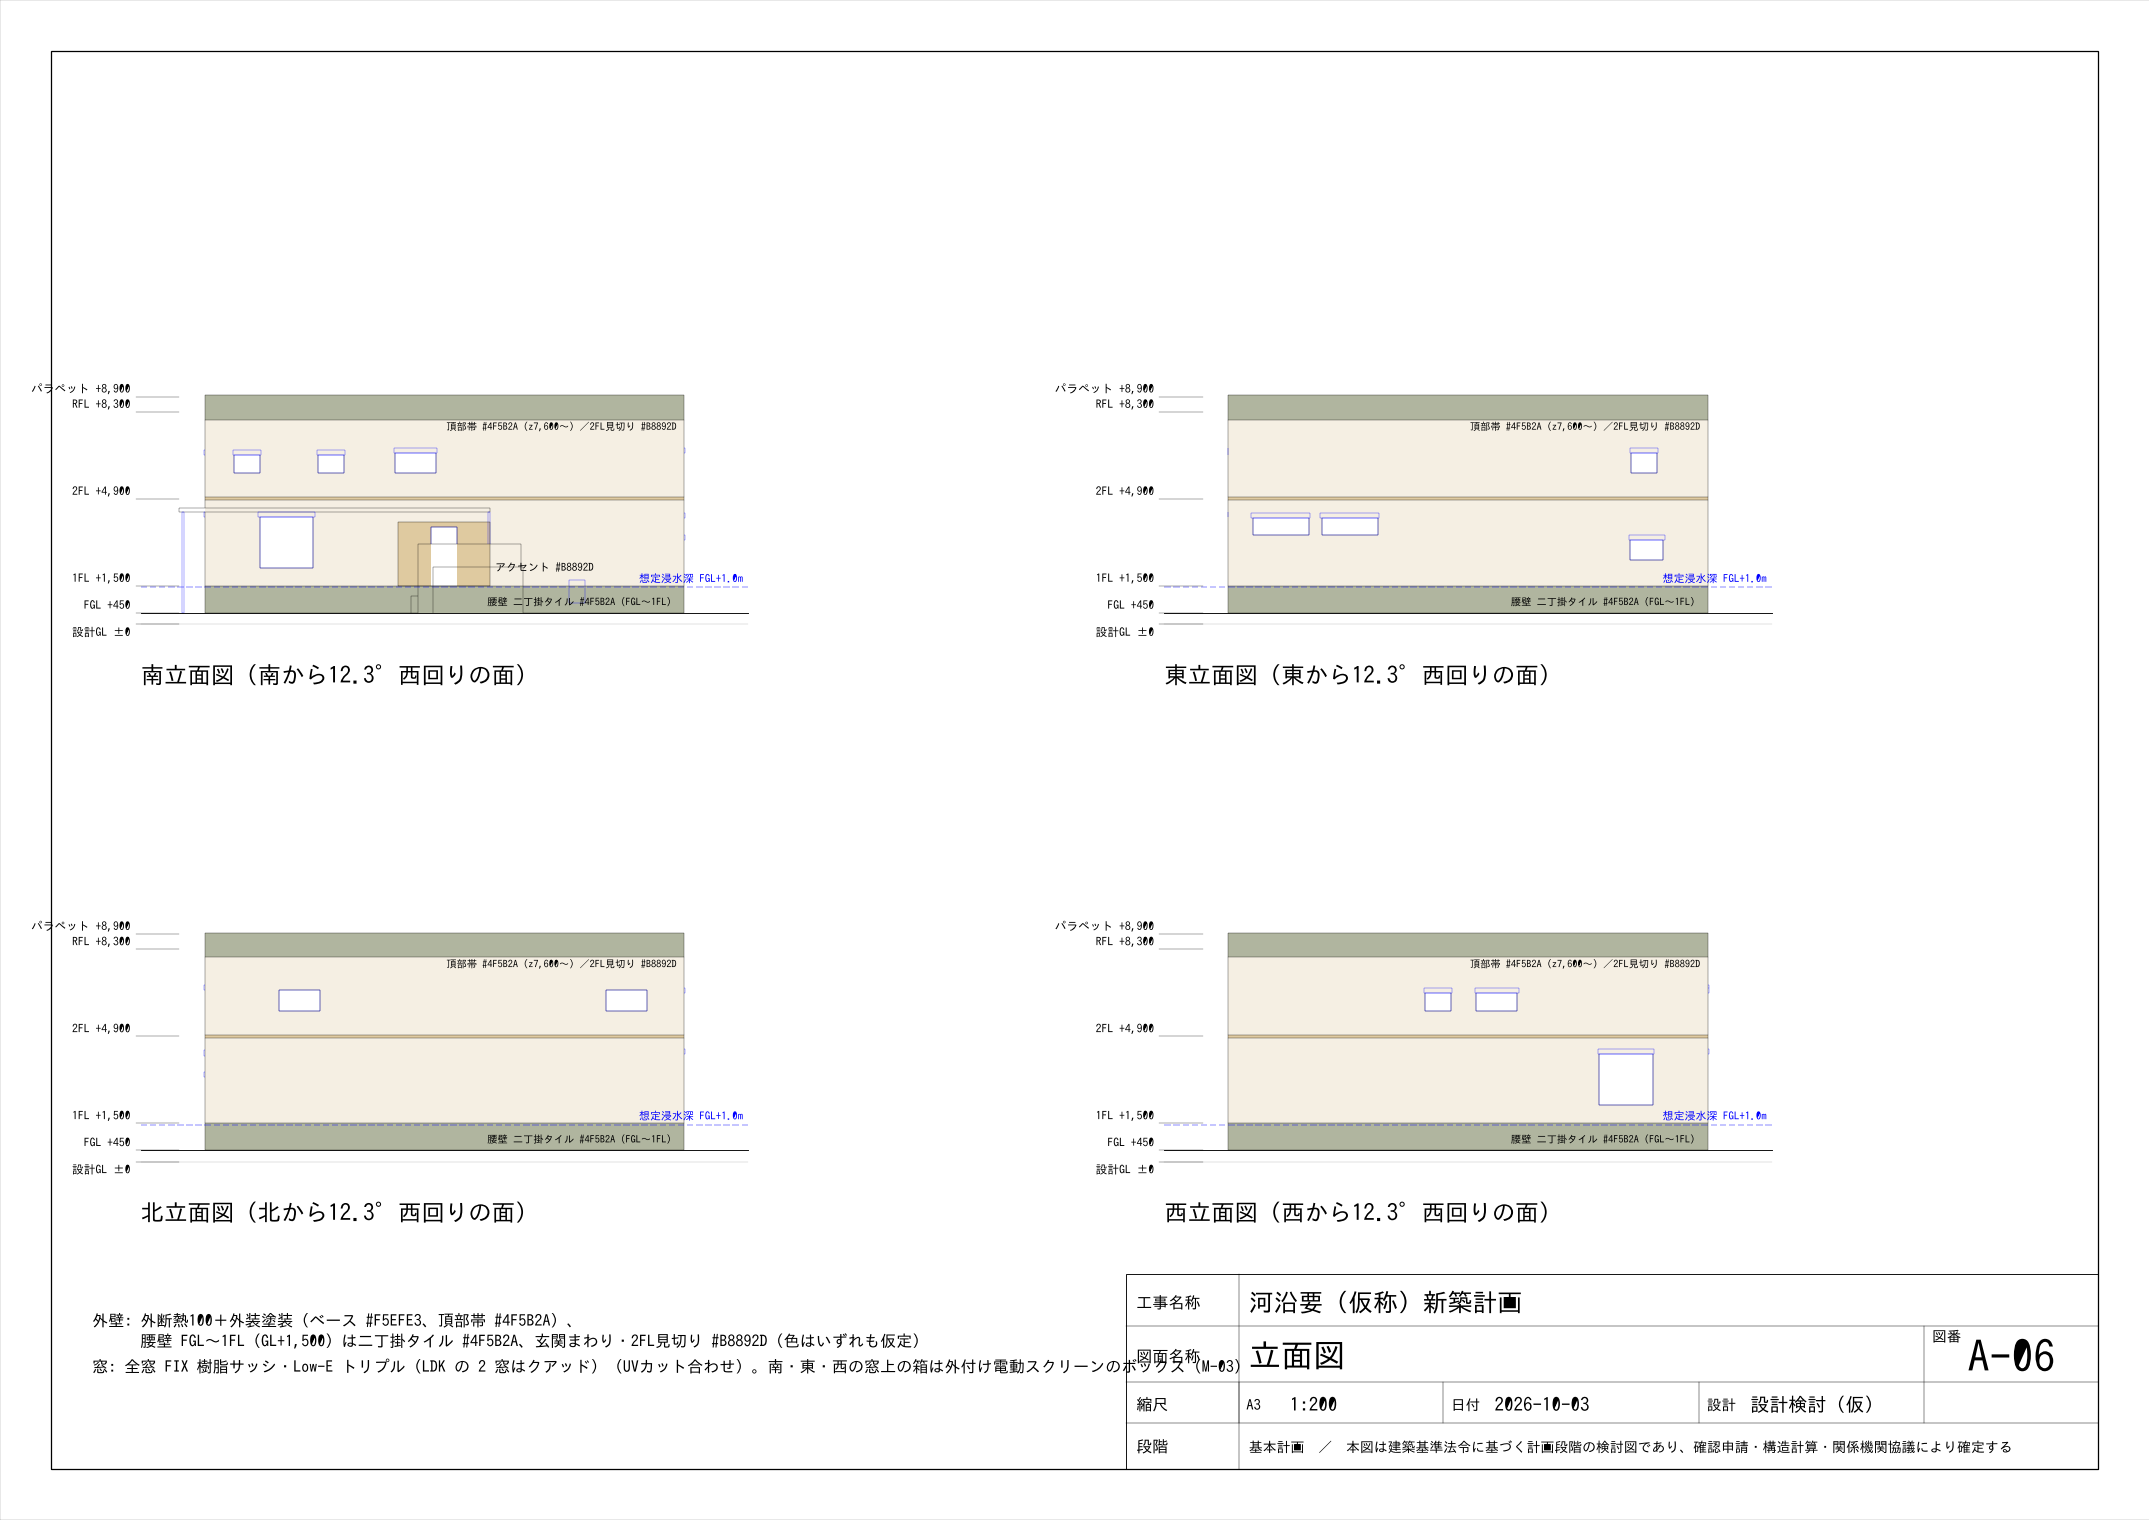 パラペット +8,900
RFL +8,300
頂部帯 #4F5B2A（z7,600～）／2FL見切り #B8892D
2FL +4,900
アクセント #B8892D
1FL +1,500
想定浸水深 FGL+1.0m
FGL +450
腰壁 二丁掛タイル #4F5B2A（FGL～1FL）
設計GL ±0
南立面図（南から12.3° 西回りの面）
パラペット +8,900
RFL +8,300
頂部帯 #4F5B2A（z7,600～）／2FL見切り #B8892D
2FL +4,900
1FL +1,500
想定浸水深 FGL+1.0m
FGL +450
腰壁 二丁掛タイル #4F5B2A（FGL～1FL）
設計GL ±0
東立面図（東から12.3° 西回りの面）
パラペット +8,900
RFL +8,300
頂部帯 #4F5B2A（z7,600～）／2FL見切り #B8892D
2FL +4,900
1FL +1,500
想定浸水深 FGL+1.0m
FGL +450
腰壁 二丁掛タイル #4F5B2A（FGL～1FL）
設計GL ±0
北立面図（北から12.3° 西回りの面）
パラペット +8,900
RFL +8,300
頂部帯 #4F5B2A（z7,600～）／2FL見切り #B8892D
2FL +4,900
1FL +1,500
想定浸水深 FGL+1.0m
FGL +450
腰壁 二丁掛タイル #4F5B2A（FGL～1FL）
設計GL ±0
西立面図（西から12.3° 西回りの面）
外壁: 外断熱100＋外装塗装（ベース #F5EFE3、頂部帯 #4F5B2A）、
腰壁 FGL～1FL（GL+1,500）は二丁掛タイル #4F5B2A、玄関まわり・2FL見切り #B8892D（色はいずれも仮定）
窓: 全窓 FIX 樹脂サッシ・Low-E トリプル（LDK の 2 窓はクアッド）（UVカット合わせ）。南・東・西の窓上の箱は外付け電動スクリーンのボックス（M-03）
工事名称 河沿要（仮称）新築計画
図面名称 立面図 図番 A-06
縮尺 A3 1:200 日付 2026-10-03 設計 設計検討（仮）
段階 基本計画 ／ 本図は建築基準法令に基づく計画段階の検討図であり、確認申請・構造計算・関係機関協議により確定する